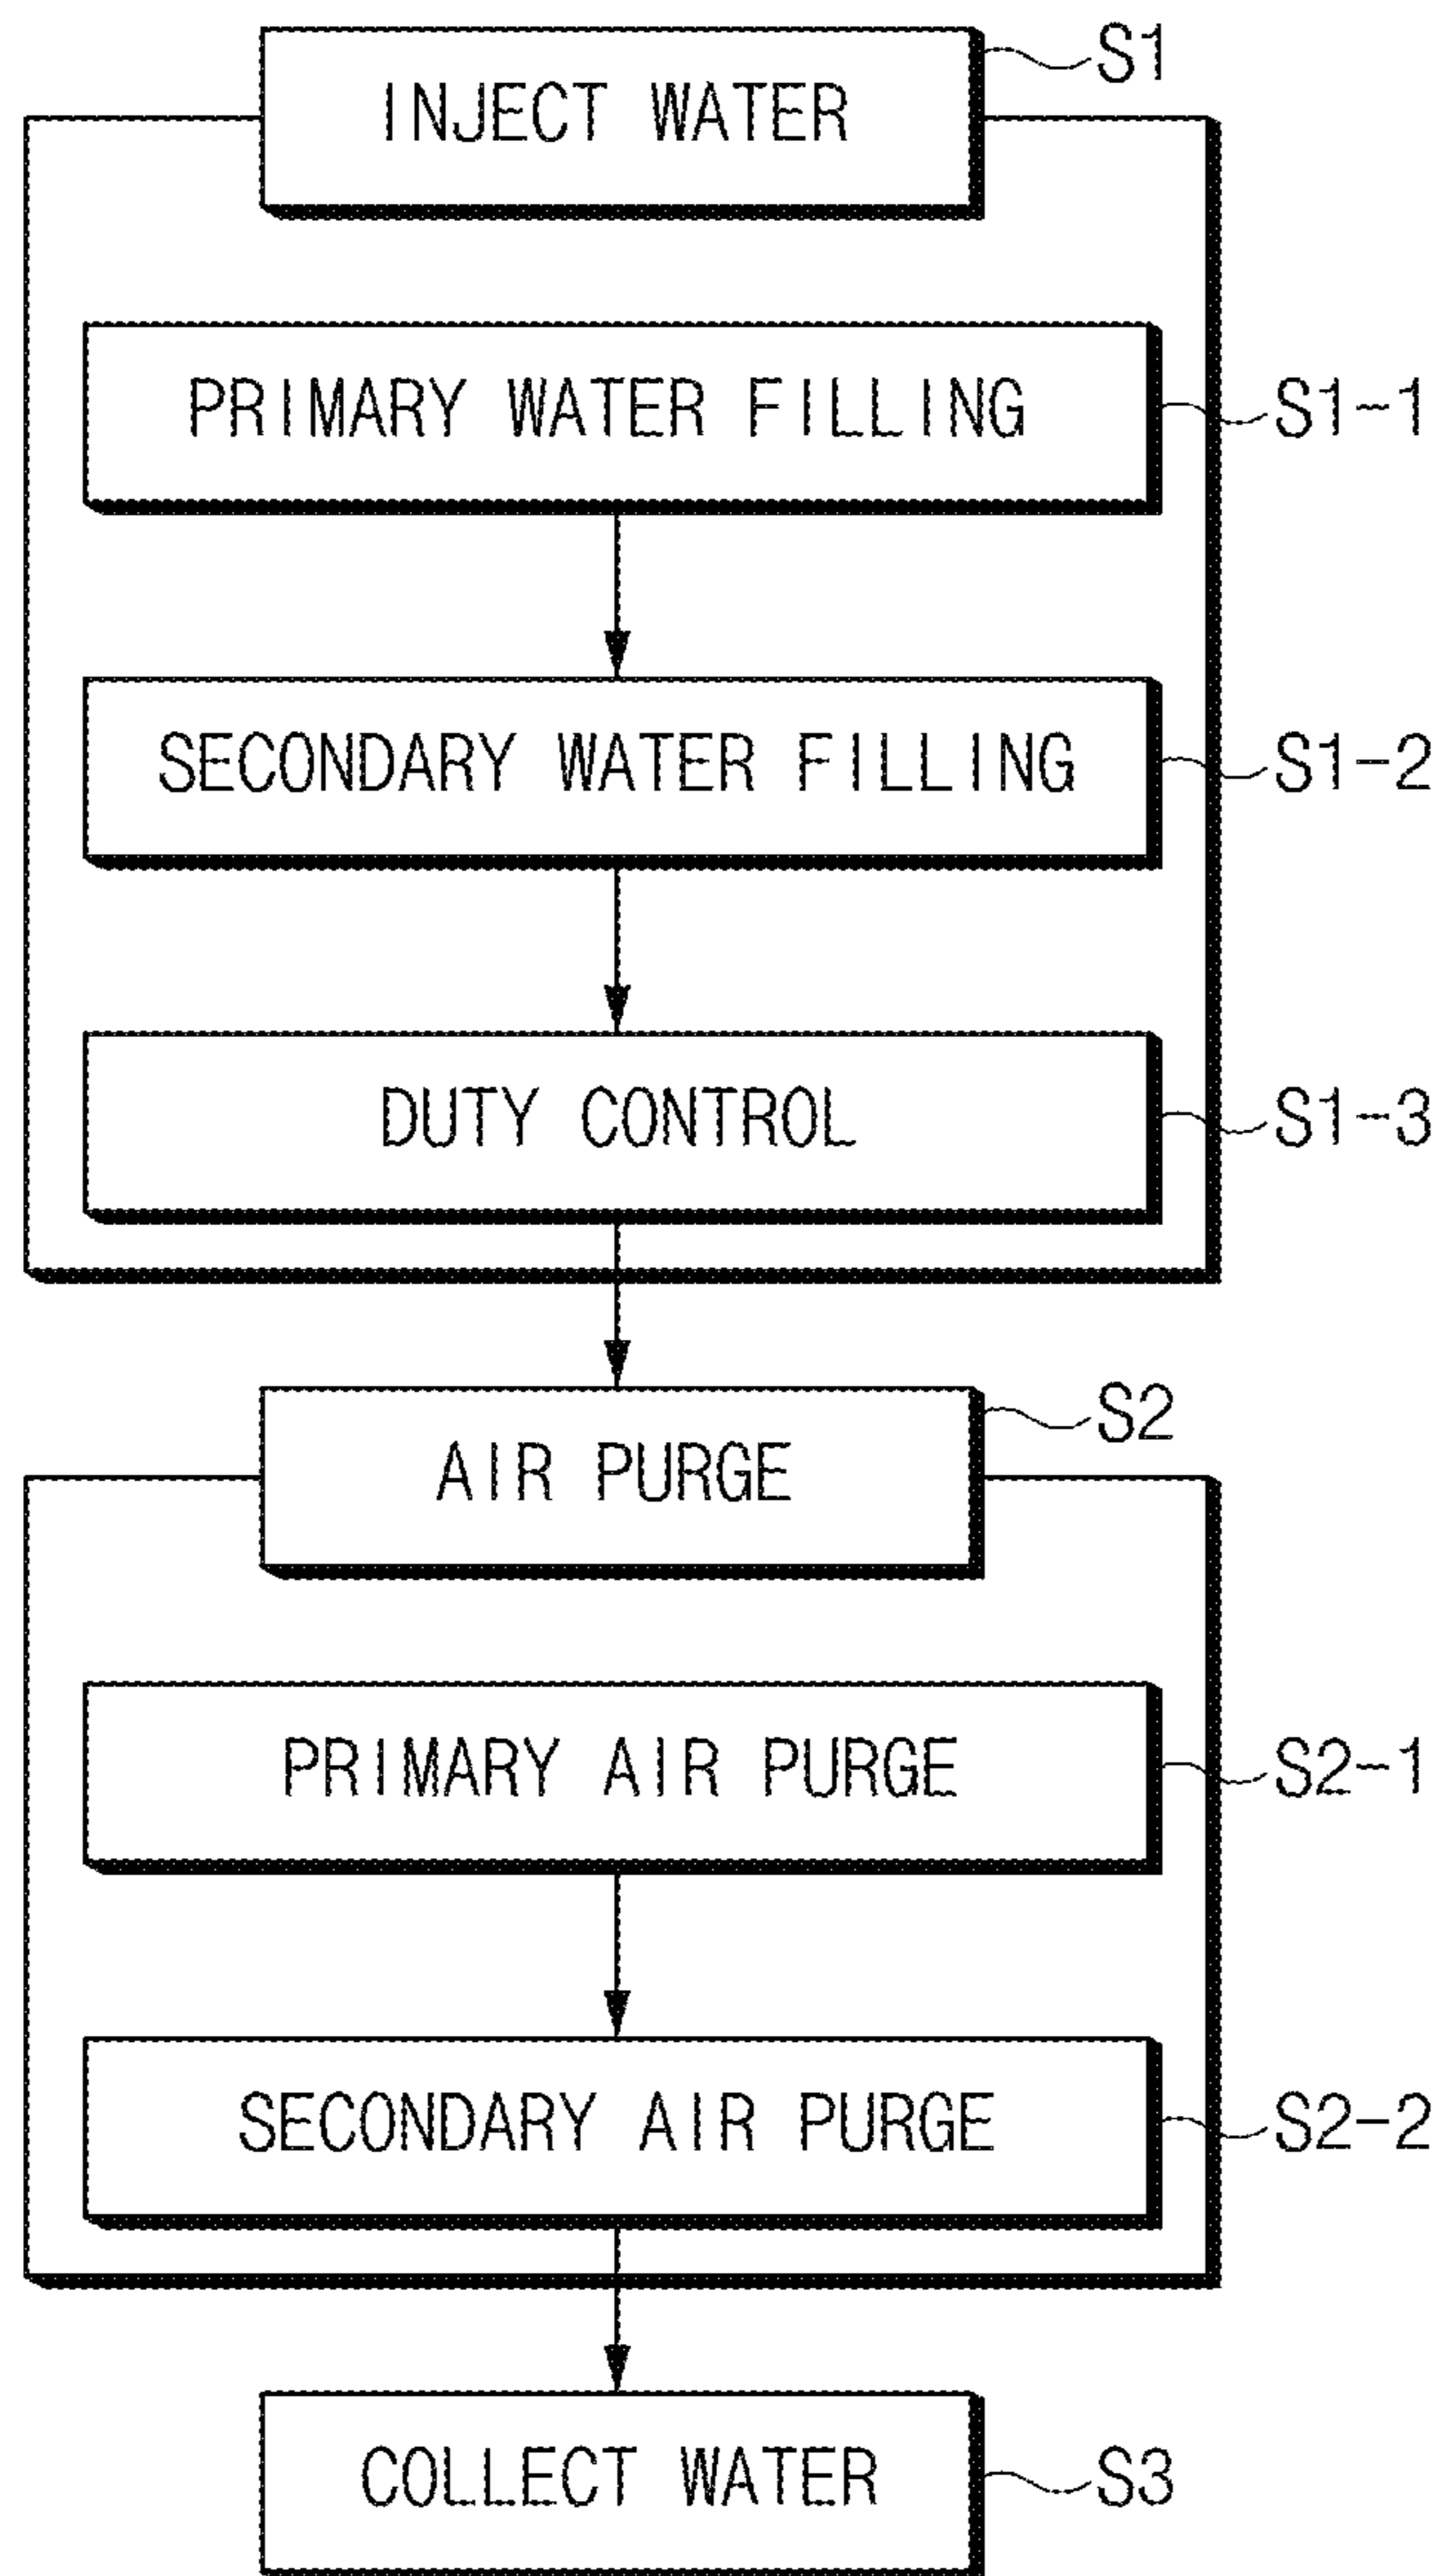 INJECT WATER
S1
PRIMARY WATER FILLING
S1-1
SECONDARY WATER FILLING
S1-2
DUTY CONTROL
S1-3
AIR PURGE
S2
PRIMARY AIR PURGE
S2-1
SECONDARY AIR PURGE
S2-2
COLLECT WATER
S3